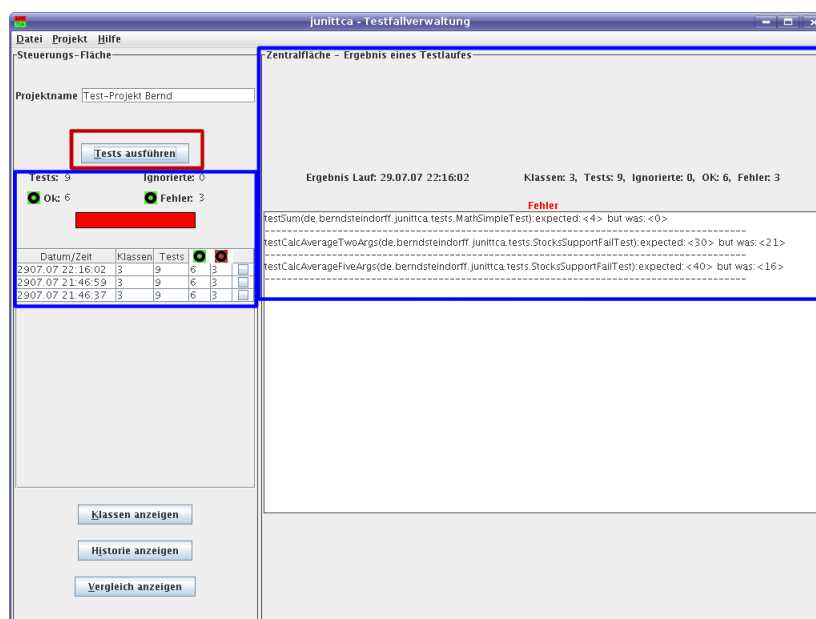 junittca - Testfallverwaltung
Datei Projekt Hilfe
Steuerungs-Fläche
Projektname Test-Projekt Bernd
Tests ausführen
Tests: 9 Ignorierte: 0
Ok: 6 Fehler: 3
Datum/Zeit Klassen Tests
2907.07 22:16:02 3 9 6 3
2907.07 21:46:59 3 9 6 3
2907.07 21:46:37 3 9 6 3
Klassen anzeigen
Historie anzeigen
Vergleich anzeigen
Zentralfläche - Ergebnis eines Testlaufes
Ergebnis Lauf: 29.07.07 22:16:02 Klassen: 3, Tests: 9, Ignorierte: 0, OK: 6, Fehler: 3
Fehler
testSum(de.berndsteindorff.junittca.tests.MathSimpleTest):expected:<4> but was:<0>
testCalcAverageTwoArgs(de.berndsteindorff.junittca.tests.StocksSupportFailTest):expected:<30> but was:<21>
testCalcAverageFiveArgs(de.berndsteindorff.junittca.tests.StocksSupportFailTest):expected:<40> but was:<16>